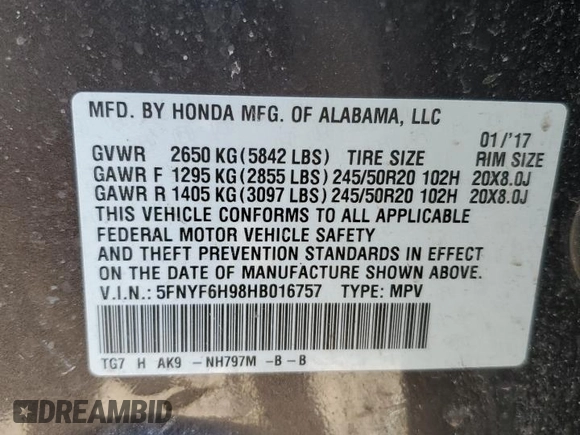 MFD. BY HONDA MFG. OF ALABAMA, LLC
01/'17
GVWR 2650 KG(5842 LBS) TIRE SIZE RIM SIZE
GAWR F 1295 KG(2855 LBS)245/50R20 102H 20X8.0J
GAWR R 1405 KG(3097 LBS)245/50R20 102H 20X8.0J
THIS VEHICLE CONFORMS TO ALL APPLICABLE
FEDERAL MOTOR VEHICLE SAFETY
AND THEFT PREVENTION STANDARDS IN EFFECT
ON THE DATE OF MANUFACTURE SHOWN ABOVE.
V.I.N.: 5FNYF6H98HB016757 TYPE: MPV
TG7 H AK9 -NH797M -B-B
DREAMBID